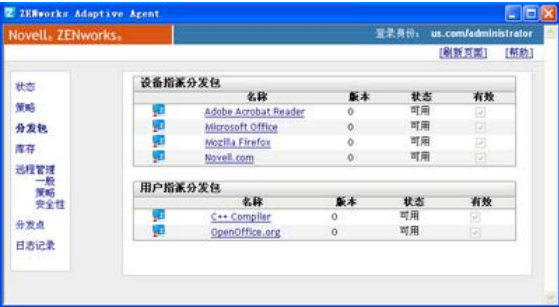 ZENworks Adaptive Agent
Novell® ZENworks®
登录身份： us.com/administrator
[刷新页面] [帮助]
状态
策略
分发包
库存
远程管理
一般
策略
安全性
分发点
日志记录
设备指派分发包
名称 版本 状态 有效
Adobe Acrobat Reader 0 可用
Microsoft Office 0 可用
Mozilla Firefox 0 可用
Novell.com 0 可用
用户指派分发包
名称 版本 状态 有效
C++ Compiler 0 可用
OpenOffice.org 0 可用